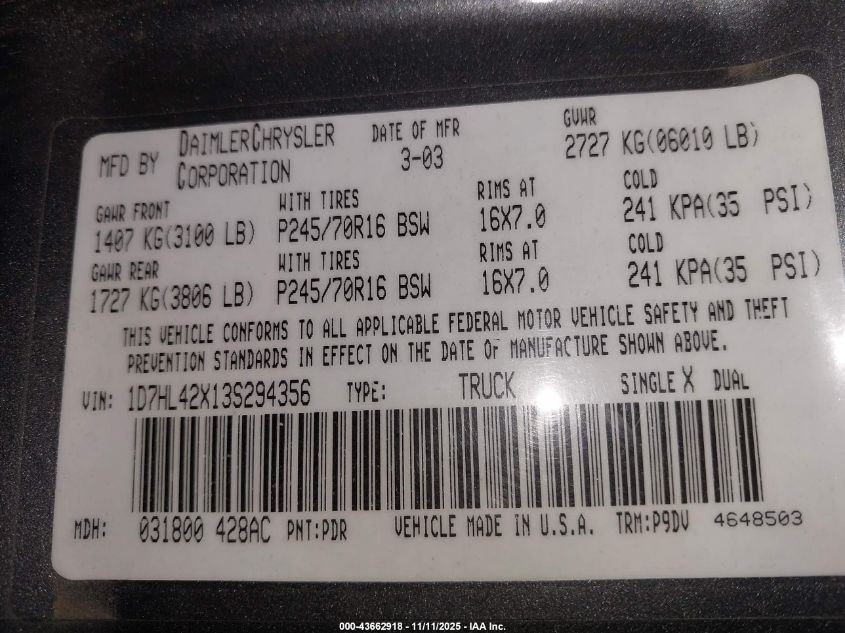 MFD BY DAIMLERCHRYSLER CORPORATION
DATE OF MFR 3-03
GVWR 2727 KG(06010 LB)
GAWR FRONT WITH TIRES RIMS AT COLD
1407 KG(3100 LB) P245/70R16 BSW 16X7.0 241 KPA(35 PSI)
GAWR REAR WITH TIRES RIMS AT COLD
1727 KG(3806 LB) P245/70R16 BSW 16X7.0 241 KPA(35 PSI)
THIS VEHICLE CONFORMS TO ALL APPLICABLE FEDERAL MOTOR VEHICLE SAFETY AND THEFT
PREVENTION STANDARDS IN EFFECT ON THE DATE OF MANUFACTURE SHOWN ABOVE.
VIN: 1D7HL42X13S294356 TYPE: TRUCK SINGLE X DUAL
MDH: 031800 428AC PNT:PDR VEHICLE MADE IN U.S.A. TRM:P9DV 4648503
000-43662918 - 11/11/2025 - IAA Inc.